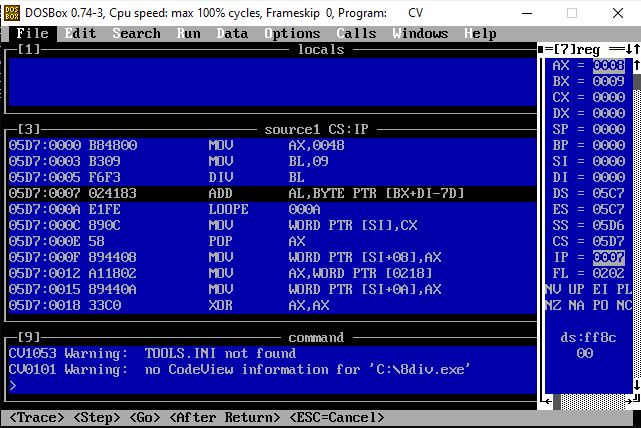 DOSBox 0.74-3, Cpu speed: max 100% cycles, Frameskip 0, Program: CV
File Edit Search Run Data Options Calls Windows Help
[1] locals
[3] source1 CS:IP
05D7:0000 B84800 MOV AX,0048
05D7:0003 B309 MOV BL,09
05D7:0005 F6F3 DIV BL
05D7:0007 024183 ADD AL,BYTE PTR [BX+DI-7D]
05D7:000A E1FE LOOPE 000A
05D7:000C 890C MOV WORD PTR [SI],CX
05D7:000E 58 POP AX
05D7:000F 894408 MOV WORD PTR [SI+08],AX
05D7:0012 A11802 MOV AX,WORD PTR [0218]
05D7:0015 89440A MOV WORD PTR [SI+0A],AX
05D7:0018 33C0 XOR AX,AX
[9] command
CV1053 Warning: TOOLS.INI not found
CV0101 Warning: no CodeView information for 'C:\8div.exe'
>
[7]reg
AX = 0008
BX = 0009
CX = 0000
DX = 0000
SP = 0000
BP = 0000
SI = 0000
DI = 0000
DS = 05C7
ES = 05C7
SS = 05D6
CS = 05D7
IP = 0007
FL = 0202
NV UP EI PL
NZ NA PO NC
ds:ff8c
00
<Trace> <Step> <Go> <After Return> <ESC=Cancel>